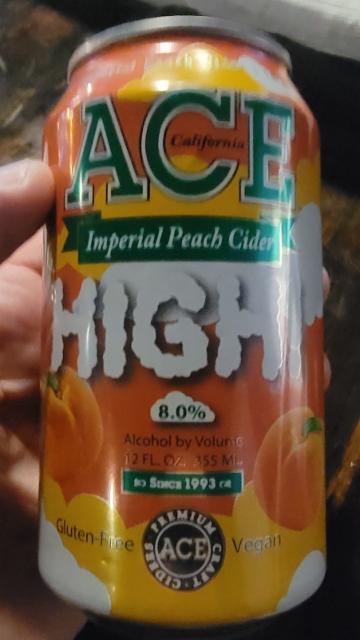 ACE
California
Imperial Peach Cider
HIGH
8.0%
Alcohol by Volume
12 FL. OZ. 355 ML
SINCE 1993
Gluten-Free
PREMIUM
ACE
CRAFT · CIDERS
Vegan